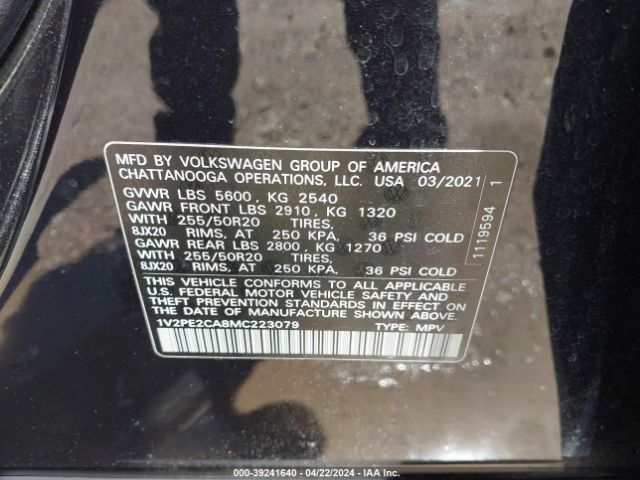 MFD BY VOLKSWAGEN GROUP OF AMERICA
CHATTANOOGA OPERATIONS, LLC. USA 03/2021
GVWR LBS 5600 , KG 2540
GAWR FRONT LBS 2910 , KG 1320
WITH 255/50R20 TIRES,
8JX20 RIMS, AT 250 KPA, 36 PSI COLD
GAWR REAR LBS 2800 , KG 1270
WITH 255/50R20 TIRES,
8JX20 RIMS, AT 250 KPA, 36 PSI COLD
THIS VEHICLE CONFORMS TO ALL APPLICABLE
U.S. FEDERAL MOTOR VEHICLE SAFETY AND
THEFT PREVENTION STANDARDS IN EFFECT ON
THE DATE OF MANUFACTURE SHOWN ABOVE.
1V2PE2CA8MC223079 TYPE: MPV
1119594 1
000-39241640 - 04/22/2024 - IAA Inc.